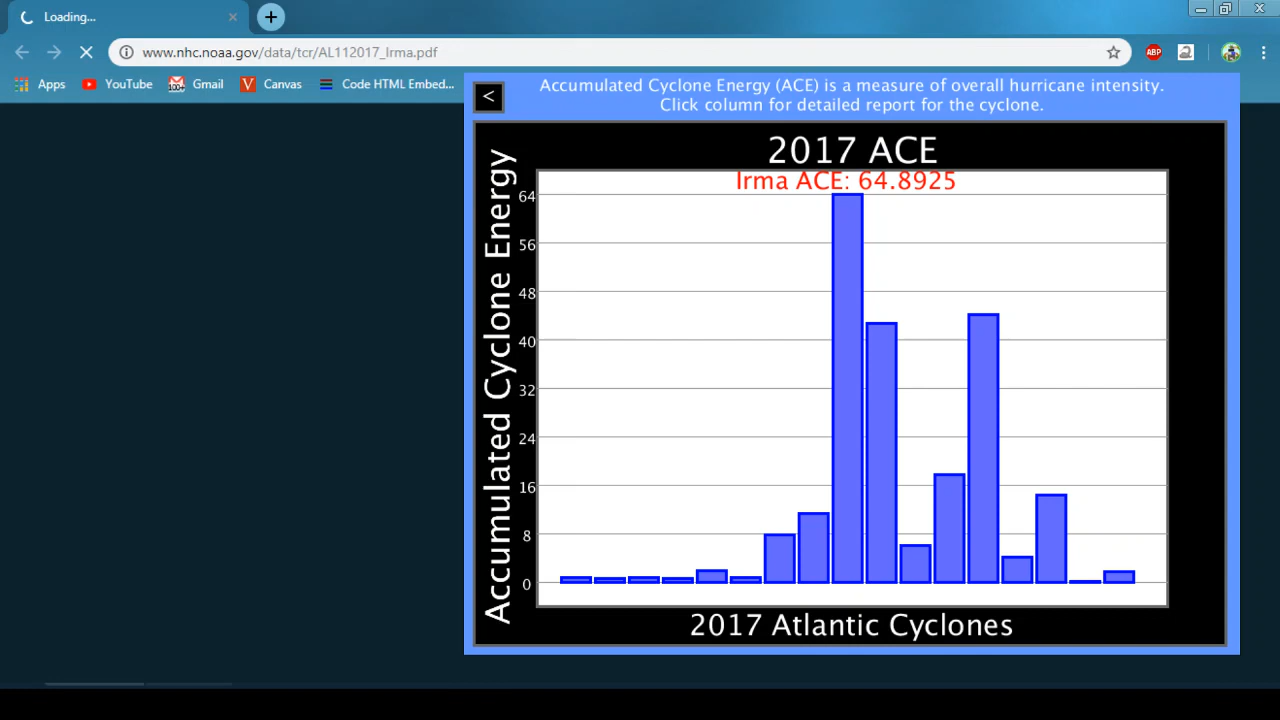 Loading...
www.nhc.noaa.gov/data/tcr/AL112017_Irma.pdf
ABP
Apps YouTube 100+ Gmail Canvas Code HTML Embed...
<
Accumulated Cyclone Energy (ACE) is a measure of overall hurricane intensity.
Click column for detailed report for the cyclone.
2017 ACE
Irma ACE: 64.8925
Accumulated Cyclone Energy
64
56
48
40
32
24
16
8
0
2017 Atlantic Cyclones